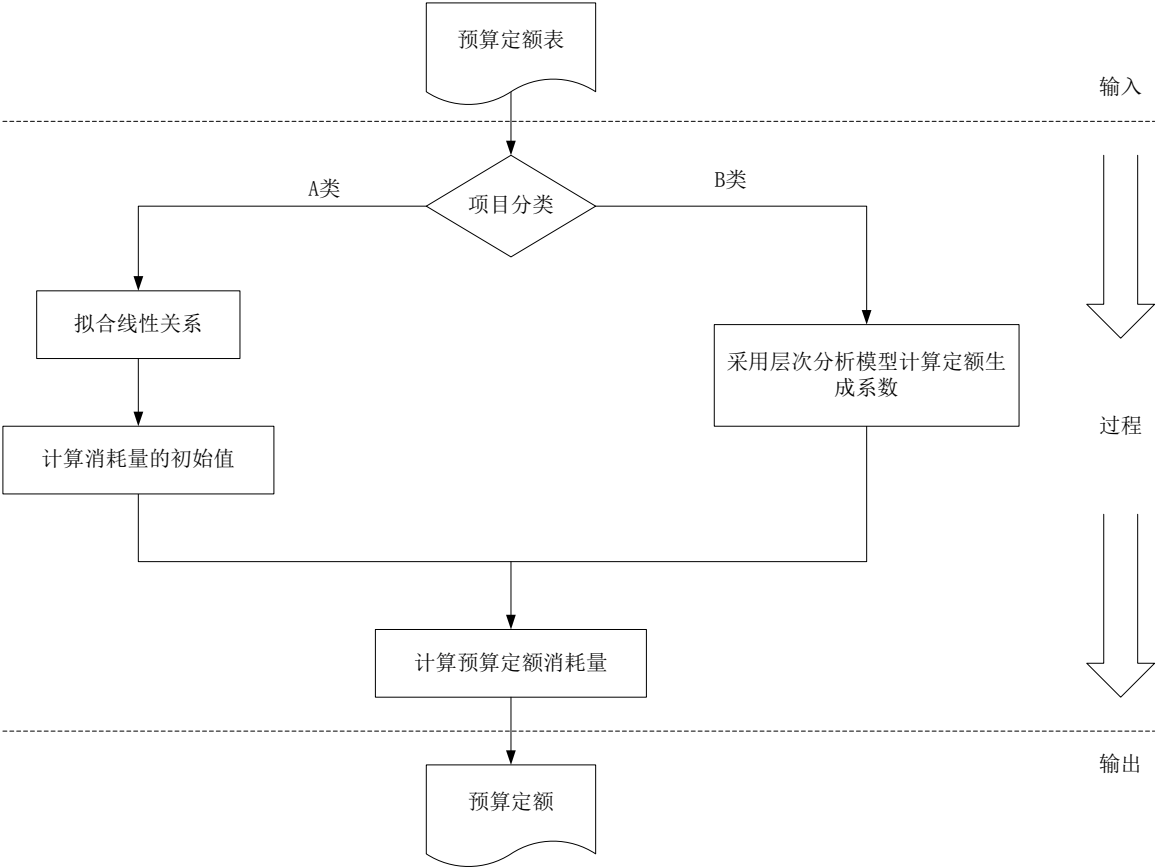 预算定额表
输入
A类
项目分类
B类
拟合线性关系
采用层次分析模型计算定额生
成系数
过程
计算消耗量的初始值
计算预算定额消耗量
输出
预算定额